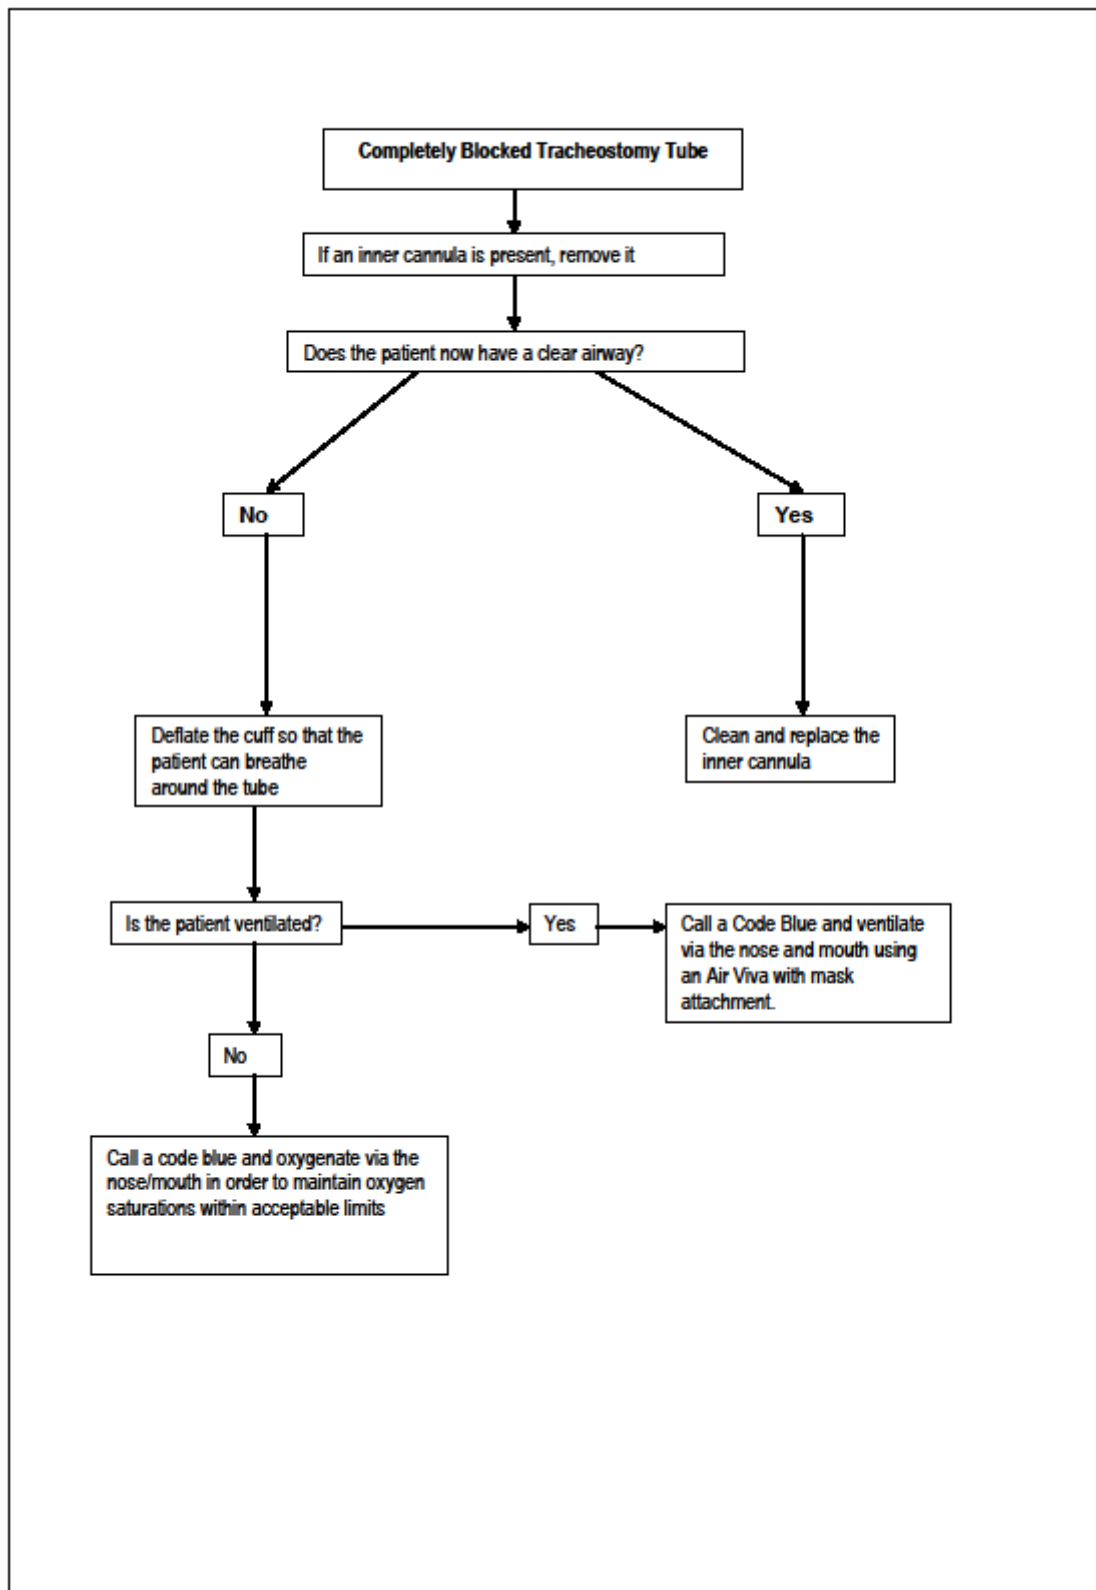 Completely Blocked Tracheostomy Tube
If an inner cannula is present, remove it
Does the patient now have a clear airway?
No
Yes
Deflate the cuff so that the
patient can breathe
around the tube
Clean and replace the
inner cannula
Is the patient ventilated?
Yes
Call a Code Blue and ventilate
via the nose and mouth using
an Air Viva with mask
attachment.
No
Call a code blue and oxygenate via the
nose/mouth in order to maintain oxygen
saturations within acceptable limits